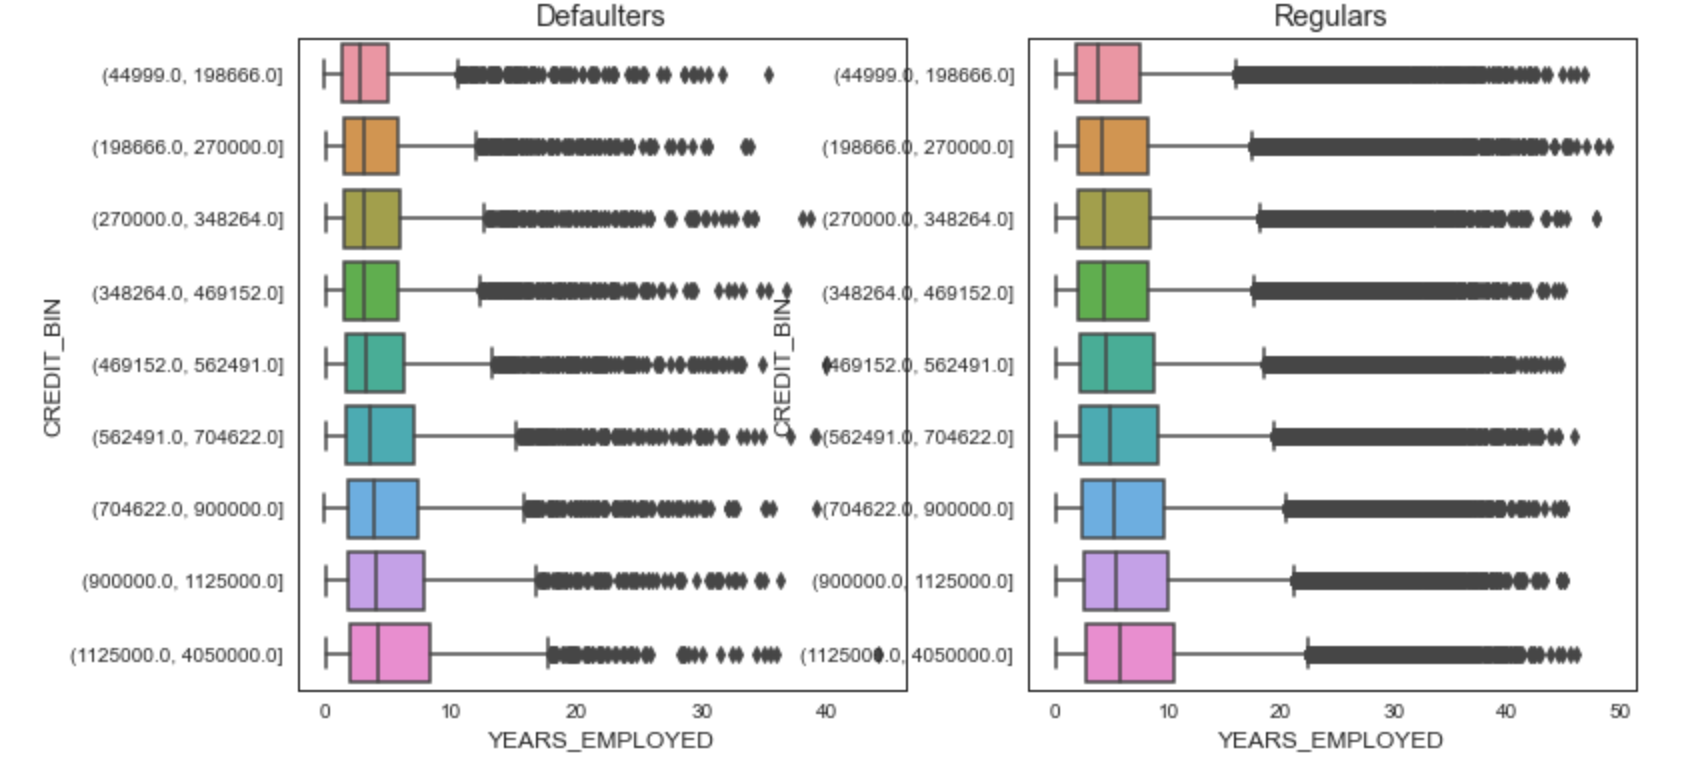 Defaulters
(44999.0, 198666.0]
(198666.0, 270000.0]
(270000.0, 348264.0]
(348264.0, 469152.0]
(469152.0, 562491.0]
(562491.0, 704622.0]
(704622.0, 900000.0]
(900000.0, 1125000.0]
(1125000.0, 4050000.0]
CREDIT_BIN
0 10 20 30 40
YEARS_EMPLOYED
Regulars
(44999.0, 198666.0]
(198666.0, 270000.0]
(270000.0, 348264.0]
(348264.0, 469152.0]
(469152.0, 562491.0]
(562491.0, 704622.0]
(704622.0, 900000.0]
(900000.0, 1125000.0]
(1125000.0, 4050000.0]
CREDIT_BIN
0 10 20 30 40 50
YEARS_EMPLOYED